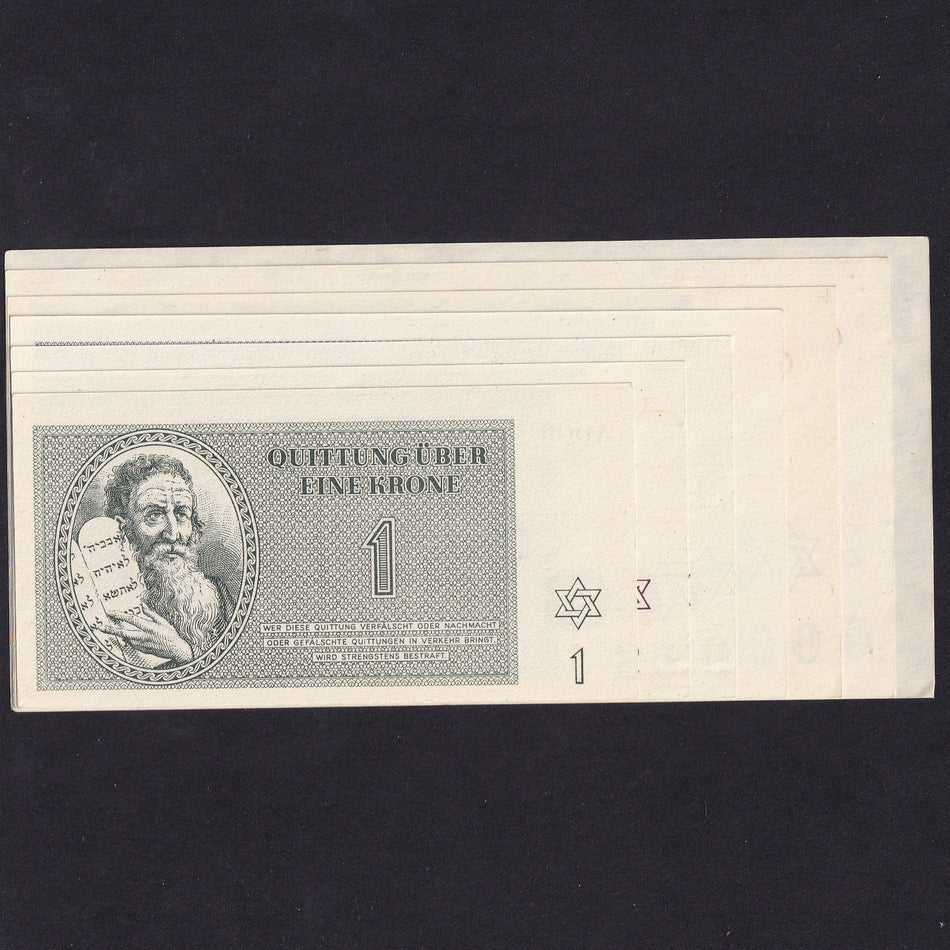 QUITTUNG ÜBER
EINE KRONE
1
WER DIESE QUITTUNG VERFÄLSCHT ODER NACHMACHT
ODER GEFÄLSCHTE QUITTUNGEN IN VERKEHR BRINGT,
WIRD STRENGSTENS BESTRAFT
1